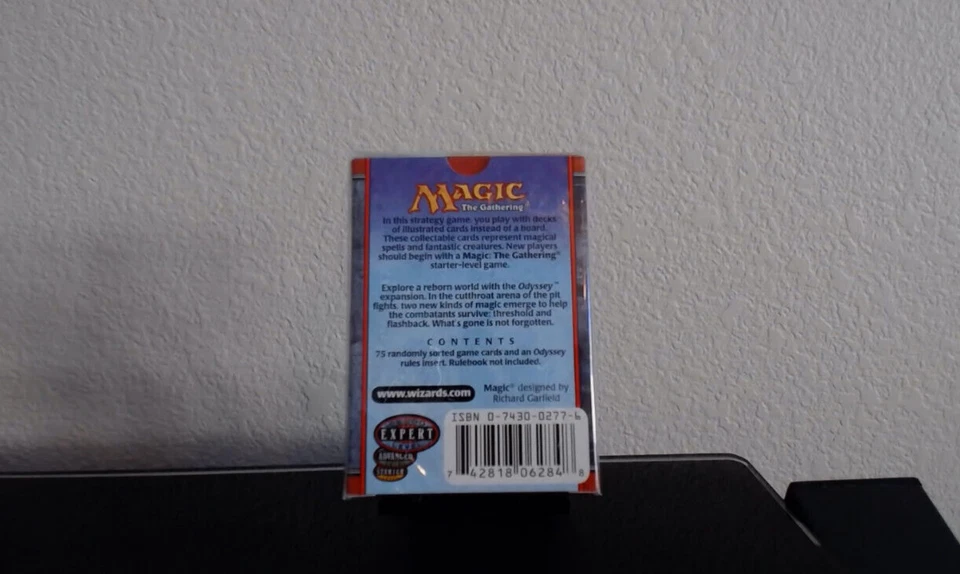 MAGIC
The Gathering®
In this strategy game, you play with decks
of illustrated cards instead of a board.
These collectable cards represent magical
spells and fantastic creatures. New players
should begin with a Magic: The Gathering®
starter-level game.
Explore a reborn world with the Odyssey™
expansion. In the cutthroat arena of the pit
fights, two new kinds of magic emerge to help
the combatants survive: threshold and
flashback. What's gone is not forgotten.
CONTENTS
75 randomly sorted game cards and an Odyssey
rules insert. Rulebook not included.
www.wizards.com
Magic® designed by
Richard Garfield
ISBN 0-7430-0277-6
EXPERT
LEVEL
7 42818 06284 8